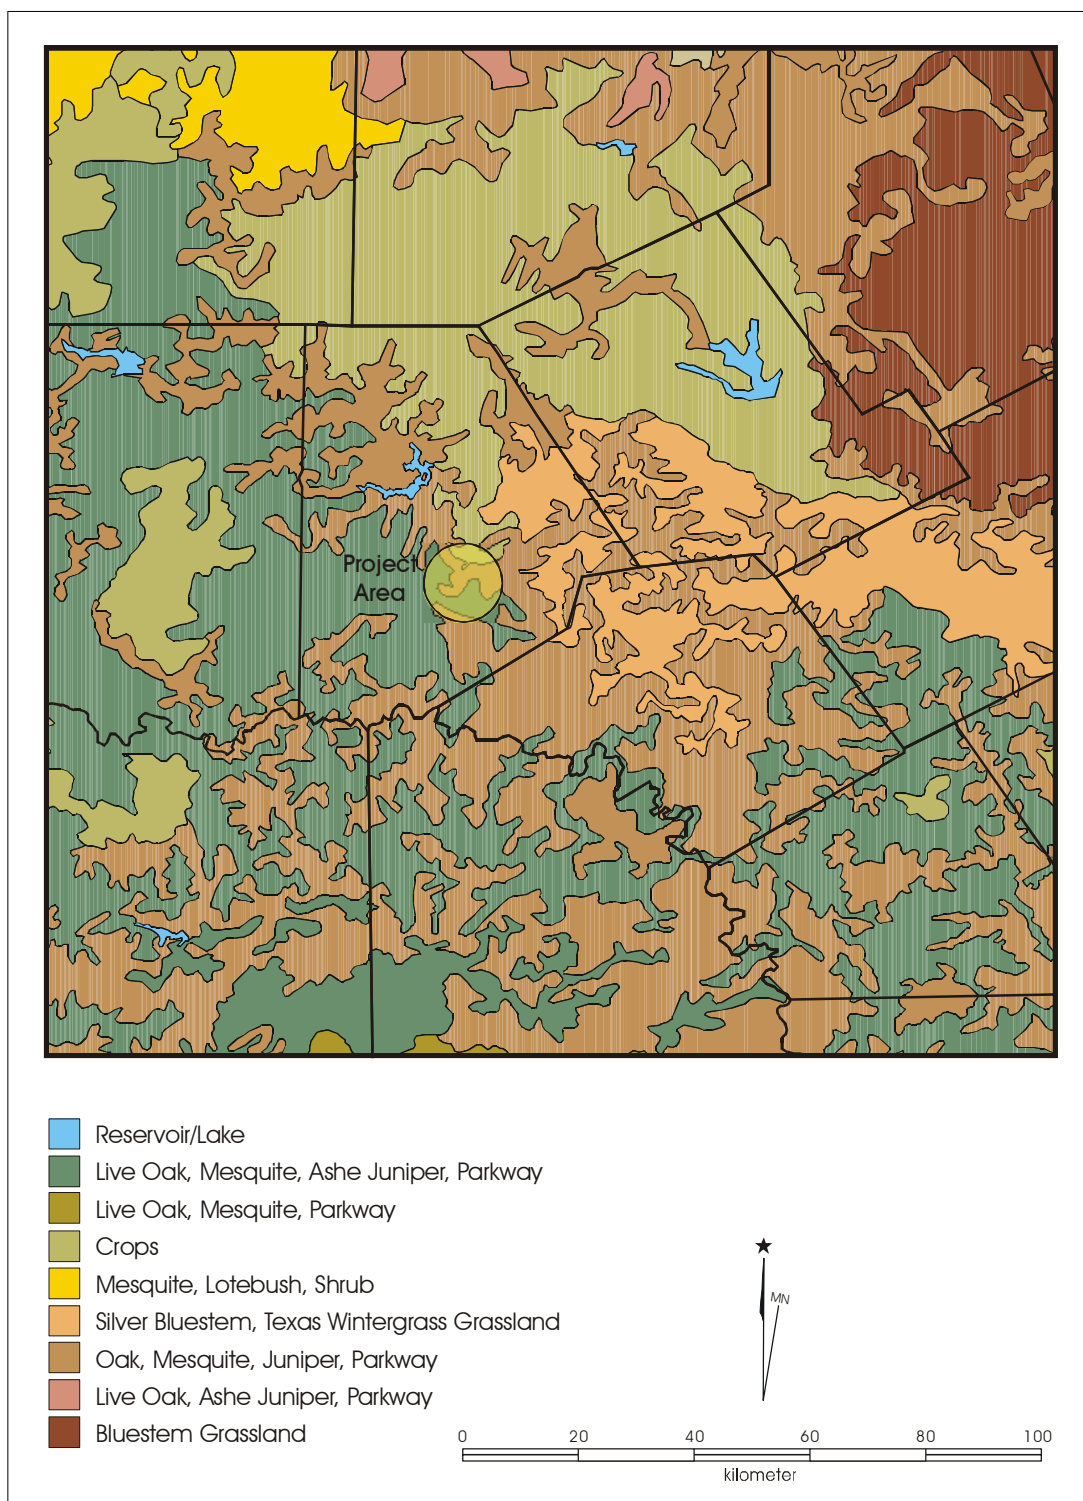 Project
Area
Reservoir/Lake
Live Oak, Mesquite, Ashe Juniper, Parkway
Live Oak, Mesquite, Parkway
Crops
Mesquite, Lotebush, Shrub
Silver Bluestem, Texas Wintergrass Grassland
Oak, Mesquite, Juniper, Parkway
Live Oak, Ashe Juniper, Parkway
Bluestem Grassland
MN
0 20 40 60 80 100
kilometer